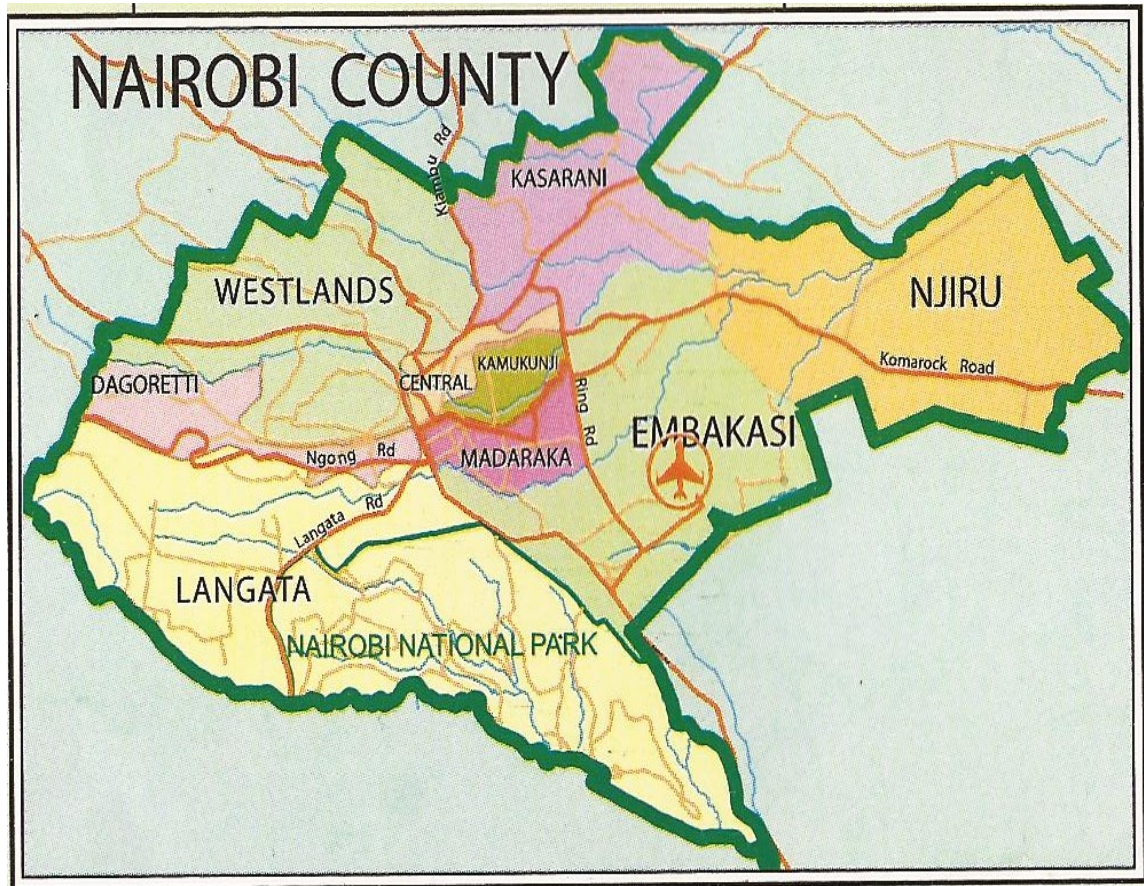 NAIROBI COUNTY
Kiambu Rd
KASARANI
WESTLANDS
NJIRU
DAGORETTI
CENTRAL
KAMUKUNJI
Komarock Road
Ring Rd
EMBAKASI
Ngong Rd
MADARAKA
Langata Rd
LANGATA
NAIROBI NATIONAL PARK